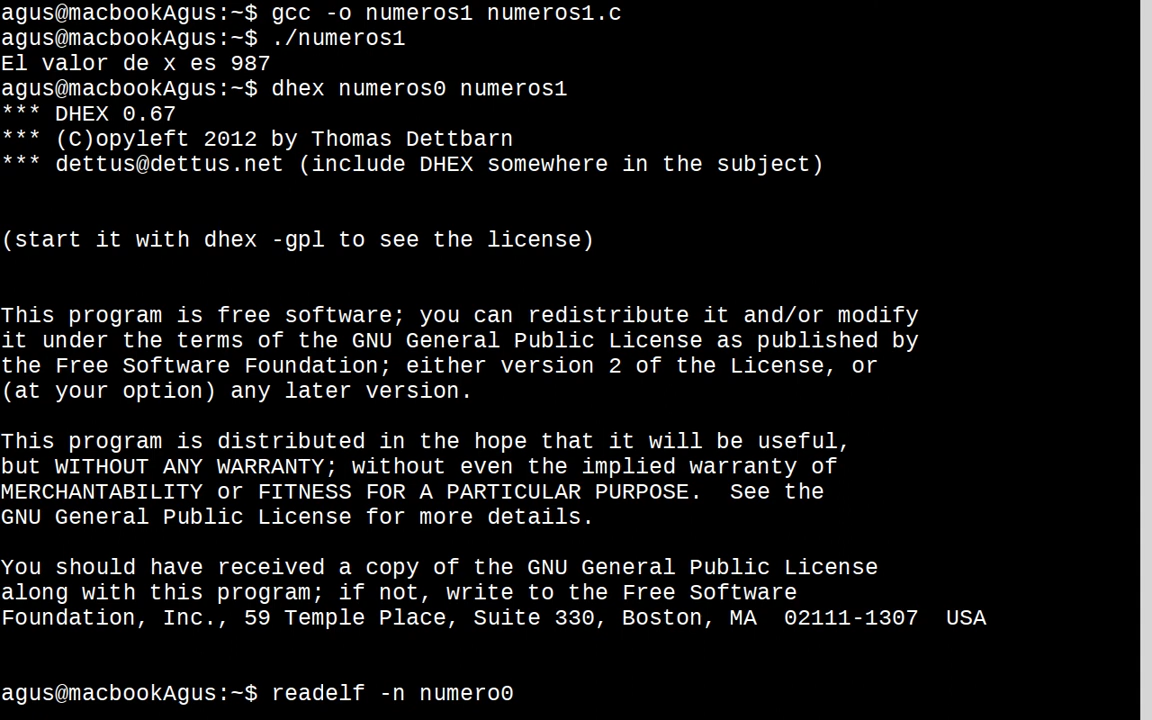 agus@macbookAgus:~$ gcc -o numeros1 numeros1.c
agus@macbookAgus:~$ ./numeros1
El valor de x es 987
agus@macbookAgus:~$ dhex numeros0 numeros1
*** DHEX 0.67
*** (C)opyleft 2012 by Thomas Dettbarn
*** dettus@dettus.net (include DHEX somewhere in the subject)
(start it with dhex -gpl to see the license)
This program is free software; you can redistribute it and/or modify
it under the terms of the GNU General Public License as published by
the Free Software Foundation; either version 2 of the License, or
(at your option) any later version.
This program is distributed in the hope that it will be useful,
but WITHOUT ANY WARRANTY; without even the implied warranty of
MERCHANTABILITY or FITNESS FOR A PARTICULAR PURPOSE.  See the
GNU General Public License for more details.
You should have received a copy of the GNU General Public License
along with this program; if not, write to the Free Software
Foundation, Inc., 59 Temple Place, Suite 330, Boston, MA  02111-1307  USA
agus@macbookAgus:~$ readelf -n numero0